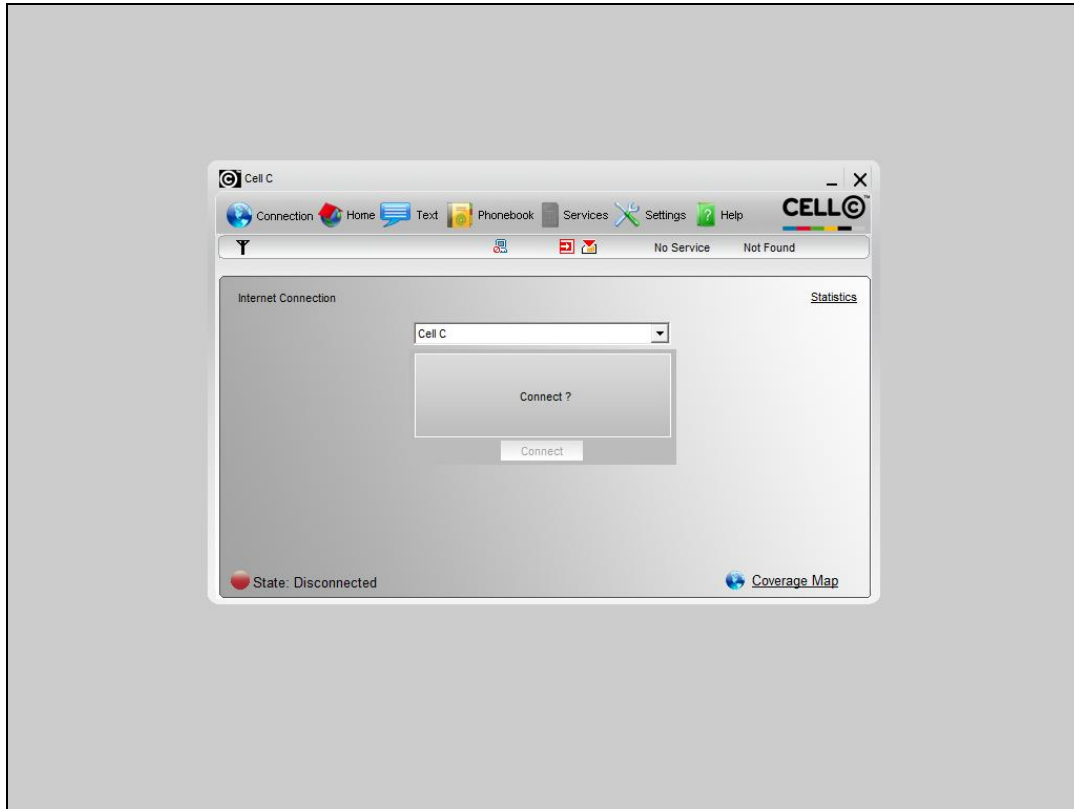 Cell C
Connection Home Text Phonebook Services Settings Help CELL©™
No Service Not Found
Internet Connection Statistics
Cell C
Connect ?
Connect
State: Disconnected Coverage Map